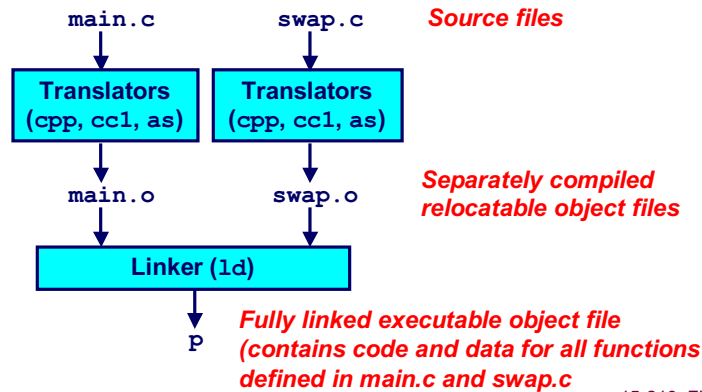 main.c swap.c Source files
Translators Translators
(cpp, cc1, as) (cpp, cc1, as)
main.o swap.o
Separately compiled
relocatable object files
Linker (ld)
p
Fully linked executable object file
(contains code and data for all functions
defined in main.c and swap.c